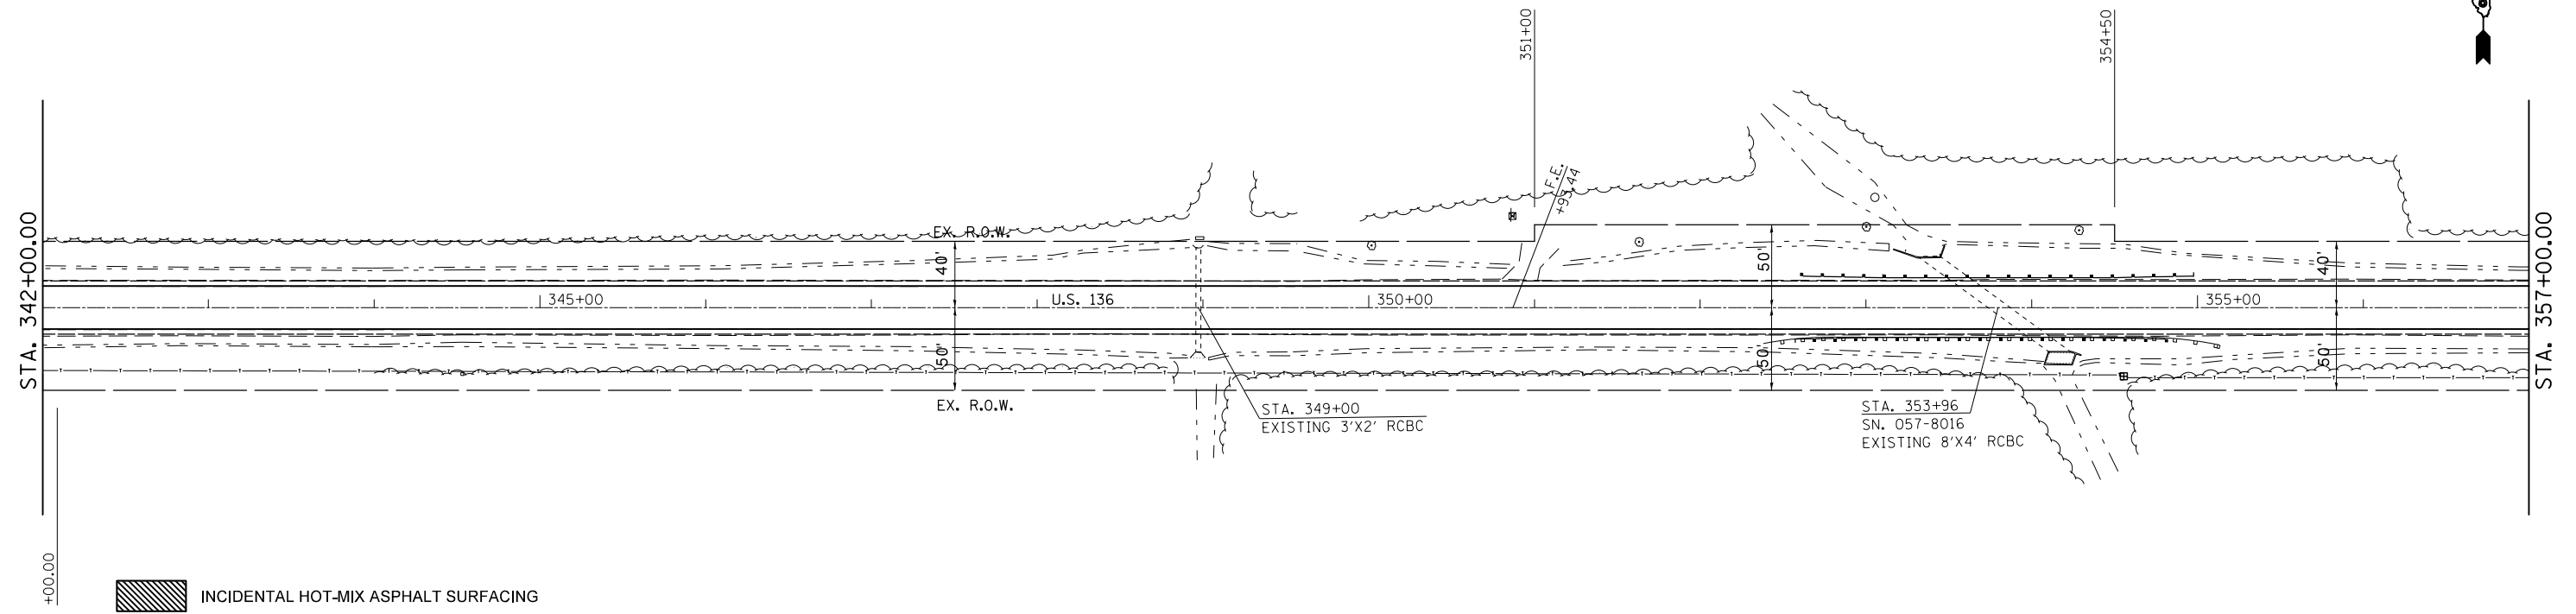 351+00
354+50
F.E.
+93.44
STA. 342+00.00
EX. R.O.W.
40'
50'
40'
STA. 357+00.00
345+00
U.S. 136
350+00
355+00
50'
50'
50'
EX. R.O.W.
STA. 349+00
EXISTING 3'X2' RCBC
STA. 353+96
SN. 057-8016
EXISTING 8'X4' RCBC
+00.00
INCIDENTAL HOT-MIX ASPHALT SURFACING